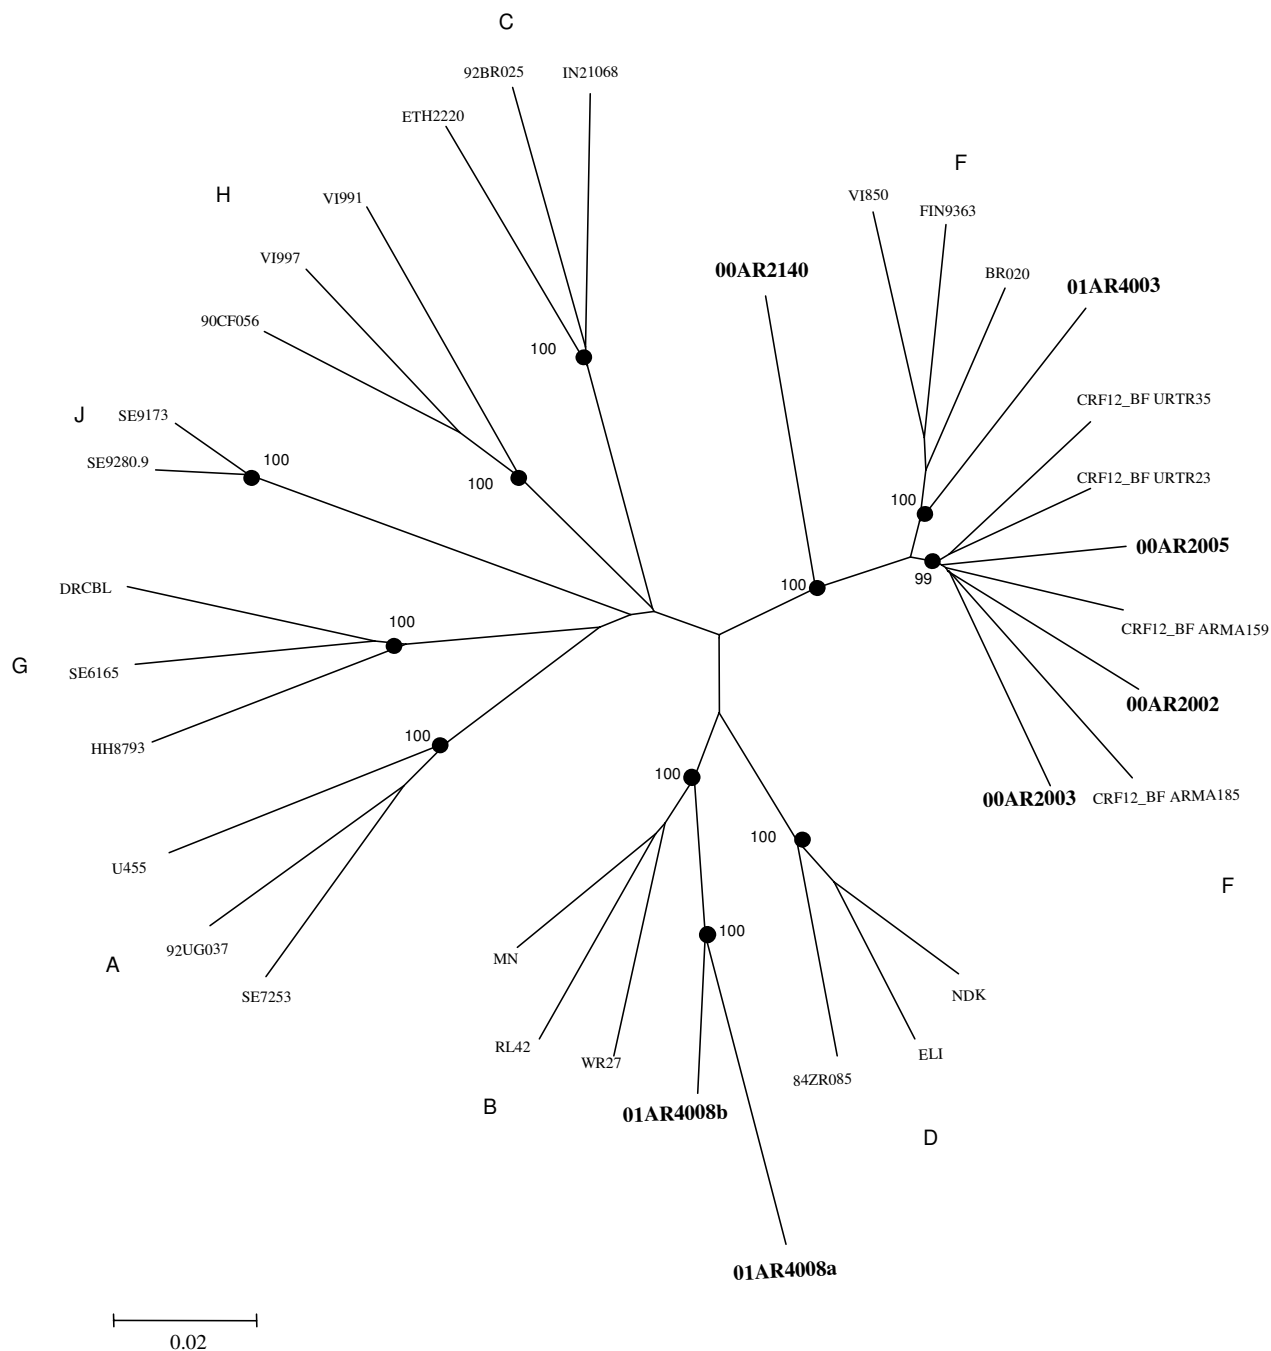 C
92BR025
IN21068
ETH2220
F
H
VI991
VI850
FIN9363
VI997
00AR2140
BR020
01AR4003
90CF056
100
J
SE9173
CRF12_BF URTR35
SE9280.9
100
100
CRF12_BF URTR23
100
00AR2005
DRCBL
100
99
100
CRF12_BF ARMA159
G
SE6165
00AR2002
HH8793
100
100
00AR2003
CRF12_BF ARMA185
100
U455
F
100
92UG037
A
MN
SE7253
NDK
RL42
WR27
ELI
84ZR085
B
01AR4008b
D
01AR4008a
0.02